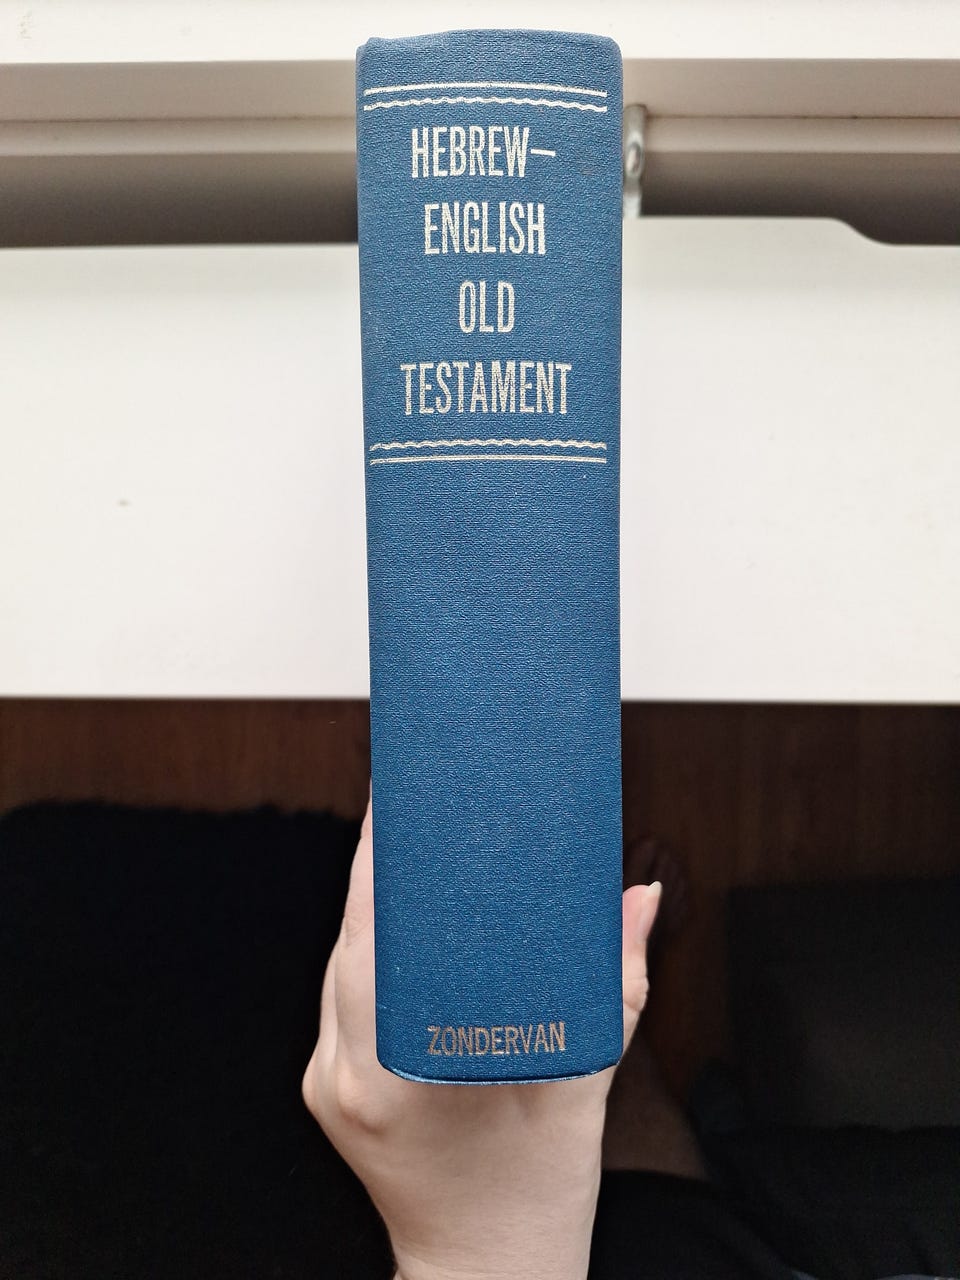 HEBREW–
ENGLISH
OLD
TESTAMENT
ZONDERVAN